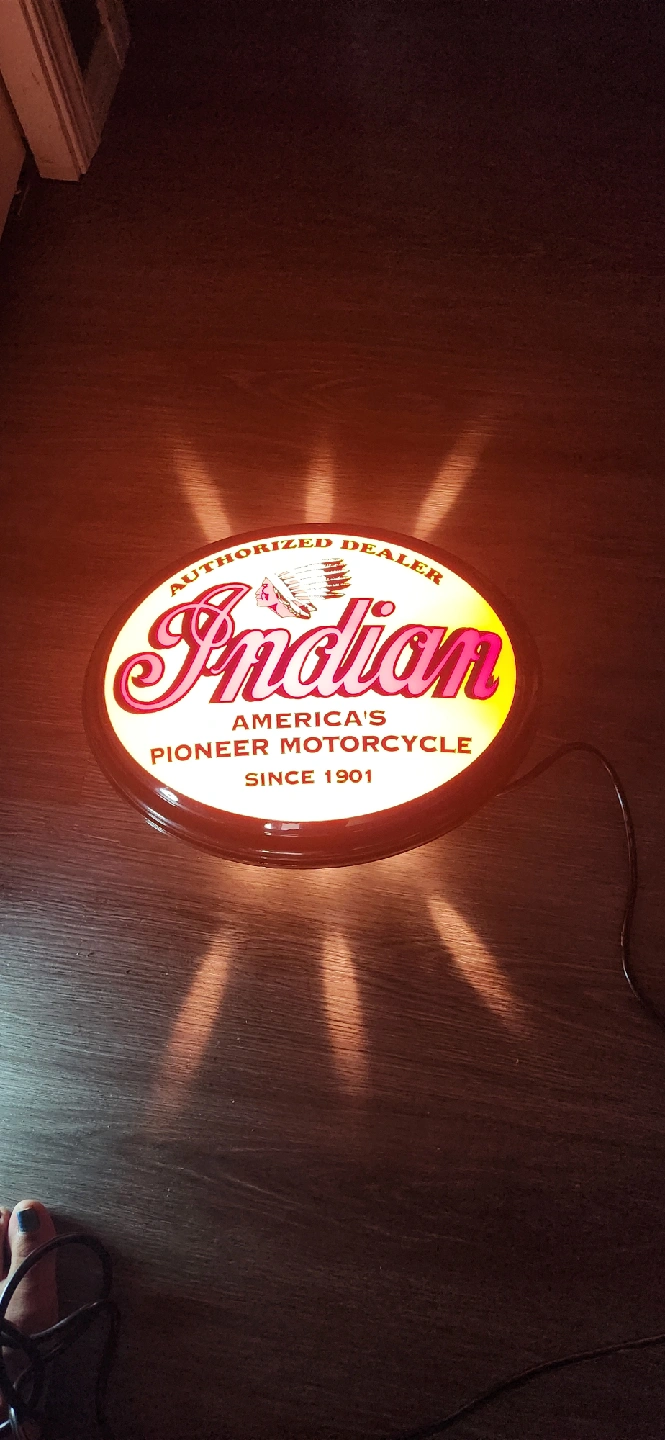 AUTHORIZED DEALER
Indian
AMERICA'S
PIONEER MOTORCYCLE
SINCE 1901